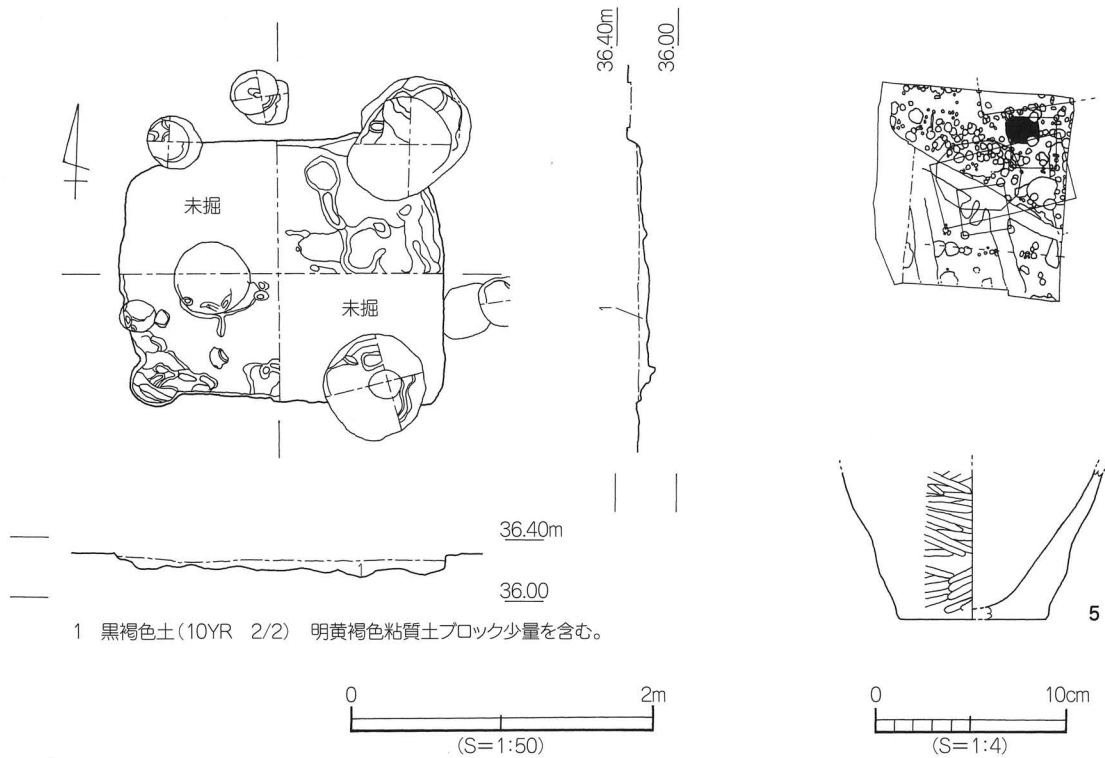 36.40m
36.00
未掘
未掘
1
36.40m
1
36.00
1 黒褐色土(10YR 2/2) 明黄褐色粘質土ブロック少量を含む。
5
0 2m
(S=1:50)
0 10cm
(S=1:4)